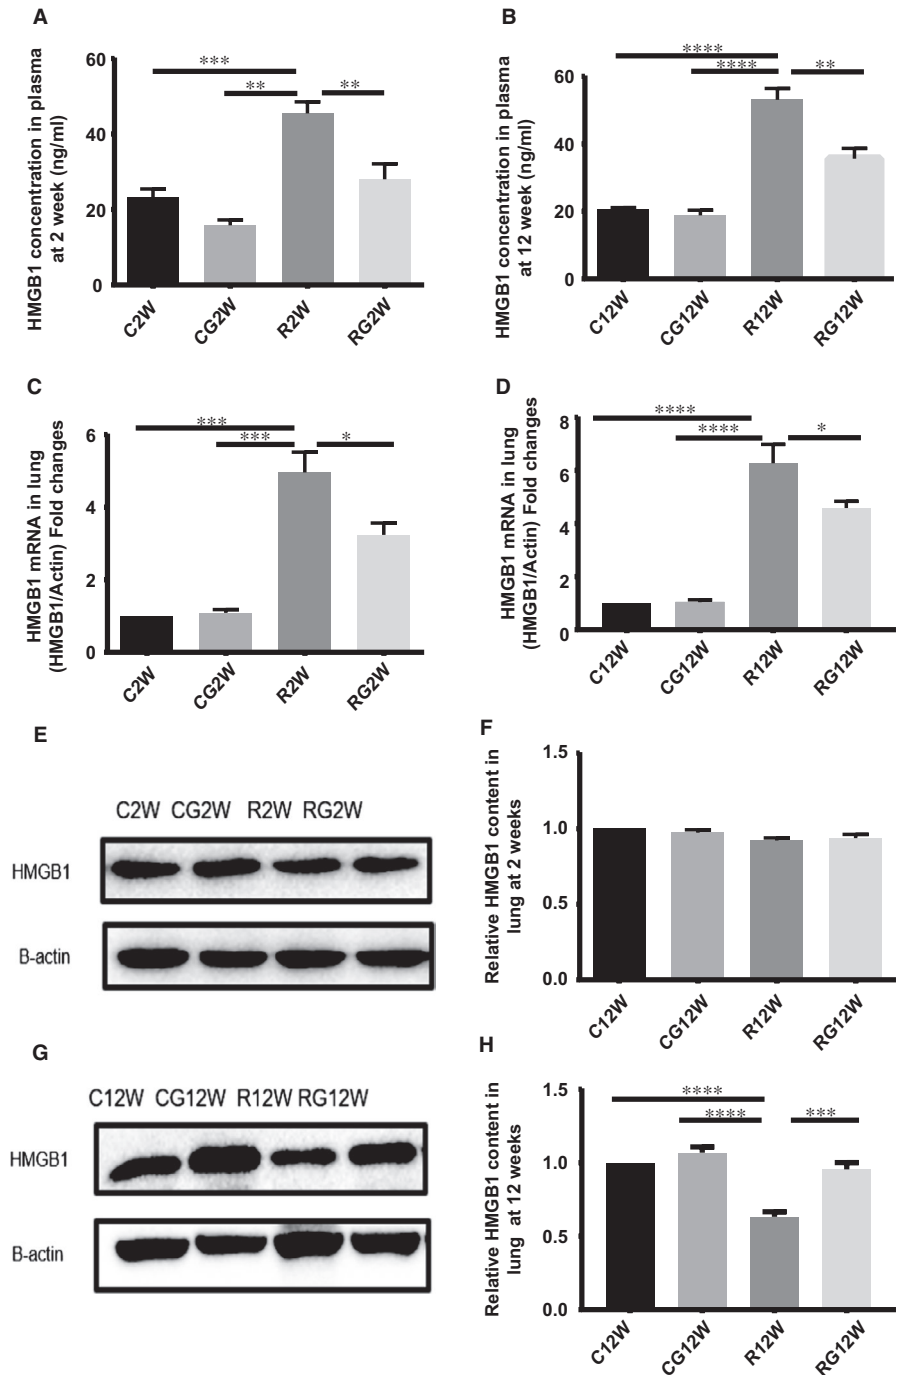 A
HMGB1 concentration in plasma
at 2 week (ng/ml)
60
40
20
0
***
**
**
C2W
CG2W
R2W
RG2W
B
HMGB1 concentration in plasma
at 12 week (ng/ml)
60
40
20
0
****
****
**
C12W
CG12W
R12W
RG12W
C
HMGB1 mRNA in lung
(HMGB1/Actin) Fold changes
6
4
2
0
***
***
*
C2W
CG2W
R2W
RG2W
D
HMGB1 mRNA in lung
(HMGB1/Actin) Fold changes
8
6
4
2
0
****
****
*
C12W
CG12W
R12W
RG12W
E
C2W CG2W R2W RG2W
HMGB1
B-actin
F
Relative HMGB1 content in
lung at 2 weeks
1.5
1.0
0.5
0.0
C12W
CG12W
R12W
RG12W
G
C12W CG12W R12W RG12W
HMGB1
B-actin
H
Relative HMGB1 content in
lung at 12 weeks
1.5
1.0
0.5
0.0
****
****
***
C12W
CG12W
R12W
RG12W